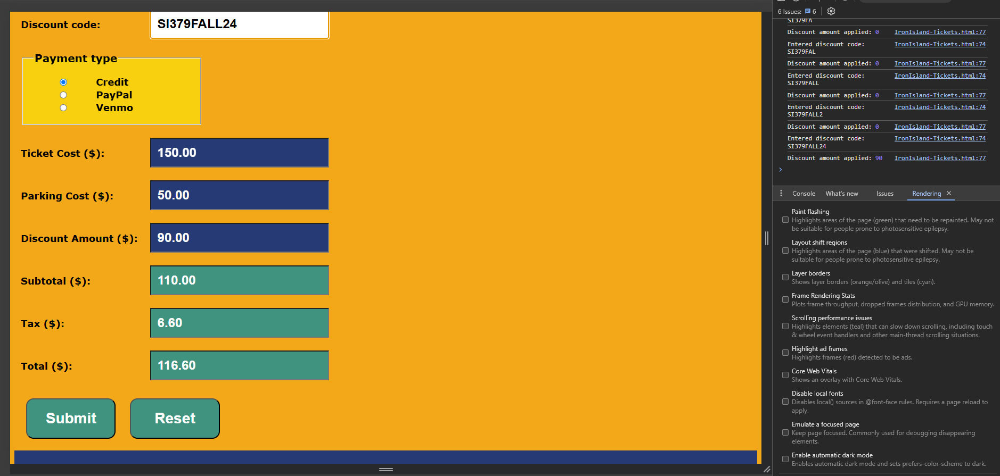 Discount code:
SI379FALL24
Payment type
Credit
PayPal
Venmo
Ticket Cost ($):
150.00
Parking Cost ($):
50.00
Discount Amount ($):
90.00
Subtotal ($):
110.00
Tax ($):
6.60
Total ($):
116.60
Submit
Reset
6 Issues: 6
SI379FA
Discount amount applied: 0 IronIsland-Tickets.html:77
Entered discount code: IronIsland-Tickets.html:74
SI379FAL
Discount amount applied: 0 IronIsland-Tickets.html:77
Entered discount code: IronIsland-Tickets.html:74
SI379FALL
Discount amount applied: 0 IronIsland-Tickets.html:77
Entered discount code: IronIsland-Tickets.html:74
SI379FALL2
Discount amount applied: 0 IronIsland-Tickets.html:77
Entered discount code: IronIsland-Tickets.html:74
SI379FALL24
Discount amount applied: 90 IronIsland-Tickets.html:77
Console What's new Issues Rendering
Paint flashing
Highlights areas of the page (green) that need to be repainted. May not
be suitable for people prone to photosensitive epilepsy.
Layout shift regions
Highlights areas of the page (blue) that were shifted. May not be
suitable for people prone to photosensitive epilepsy.
Layer borders
Shows layer borders (orange/olive) and tiles (cyan).
Frame Rendering Stats
Plots frame throughput, dropped frames distribution, and GPU memory.
Scrolling performance issues
Highlights elements (teal) that can slow down scrolling, including touch
& wheel event handlers and other main-thread scrolling situations.
Highlight ad frames
Highlights frames (red) detected to be ads.
Core Web Vitals
Shows an overlay with Core Web Vitals.
Disable local fonts
Disables local() sources in @font-face rules. Requires a page reload to
apply.
Emulate a focused page
Keep page focused. Commonly used for debugging disappearing
elements.
Enable automatic dark mode
Enables automatic dark mode and sets prefers-color-scheme to dark.